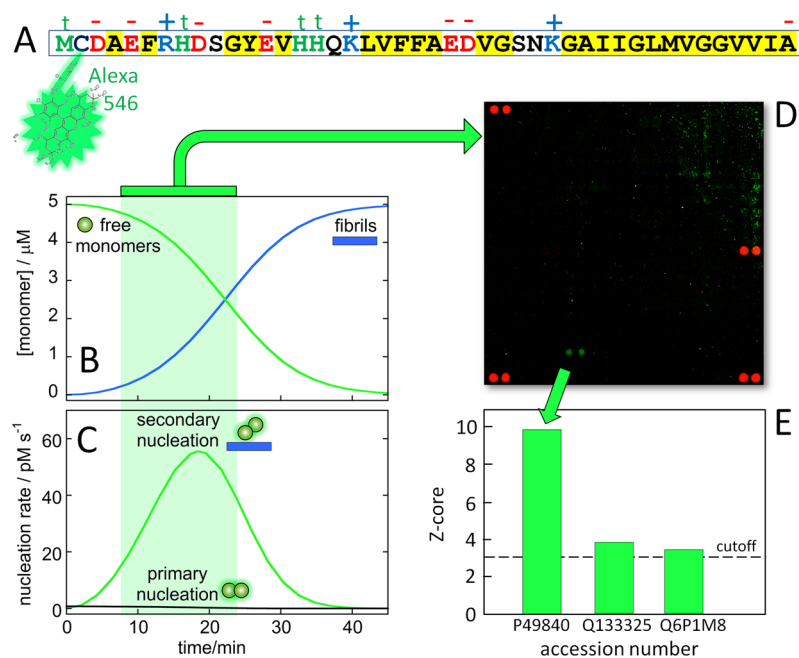 t − − + t − − t t + − − + −
A MCDAEFRHDSGYEVHHQKLVFFAEDVGSNKGAIIGLMVGGVVIA
Alexa
546
D
5
4
3
2
1
0
[monomer] / µM
free
monomers
fibrils
B
C
secondary
nucleation
primary
nucleation
60
40
20
0
nucleation rate / pM s⁻¹
0 10 20 30 40
time/min
E
10
8
6
4
2
0
Z-core
cutoff
P49840 Q133325 Q6P1M8
accession number